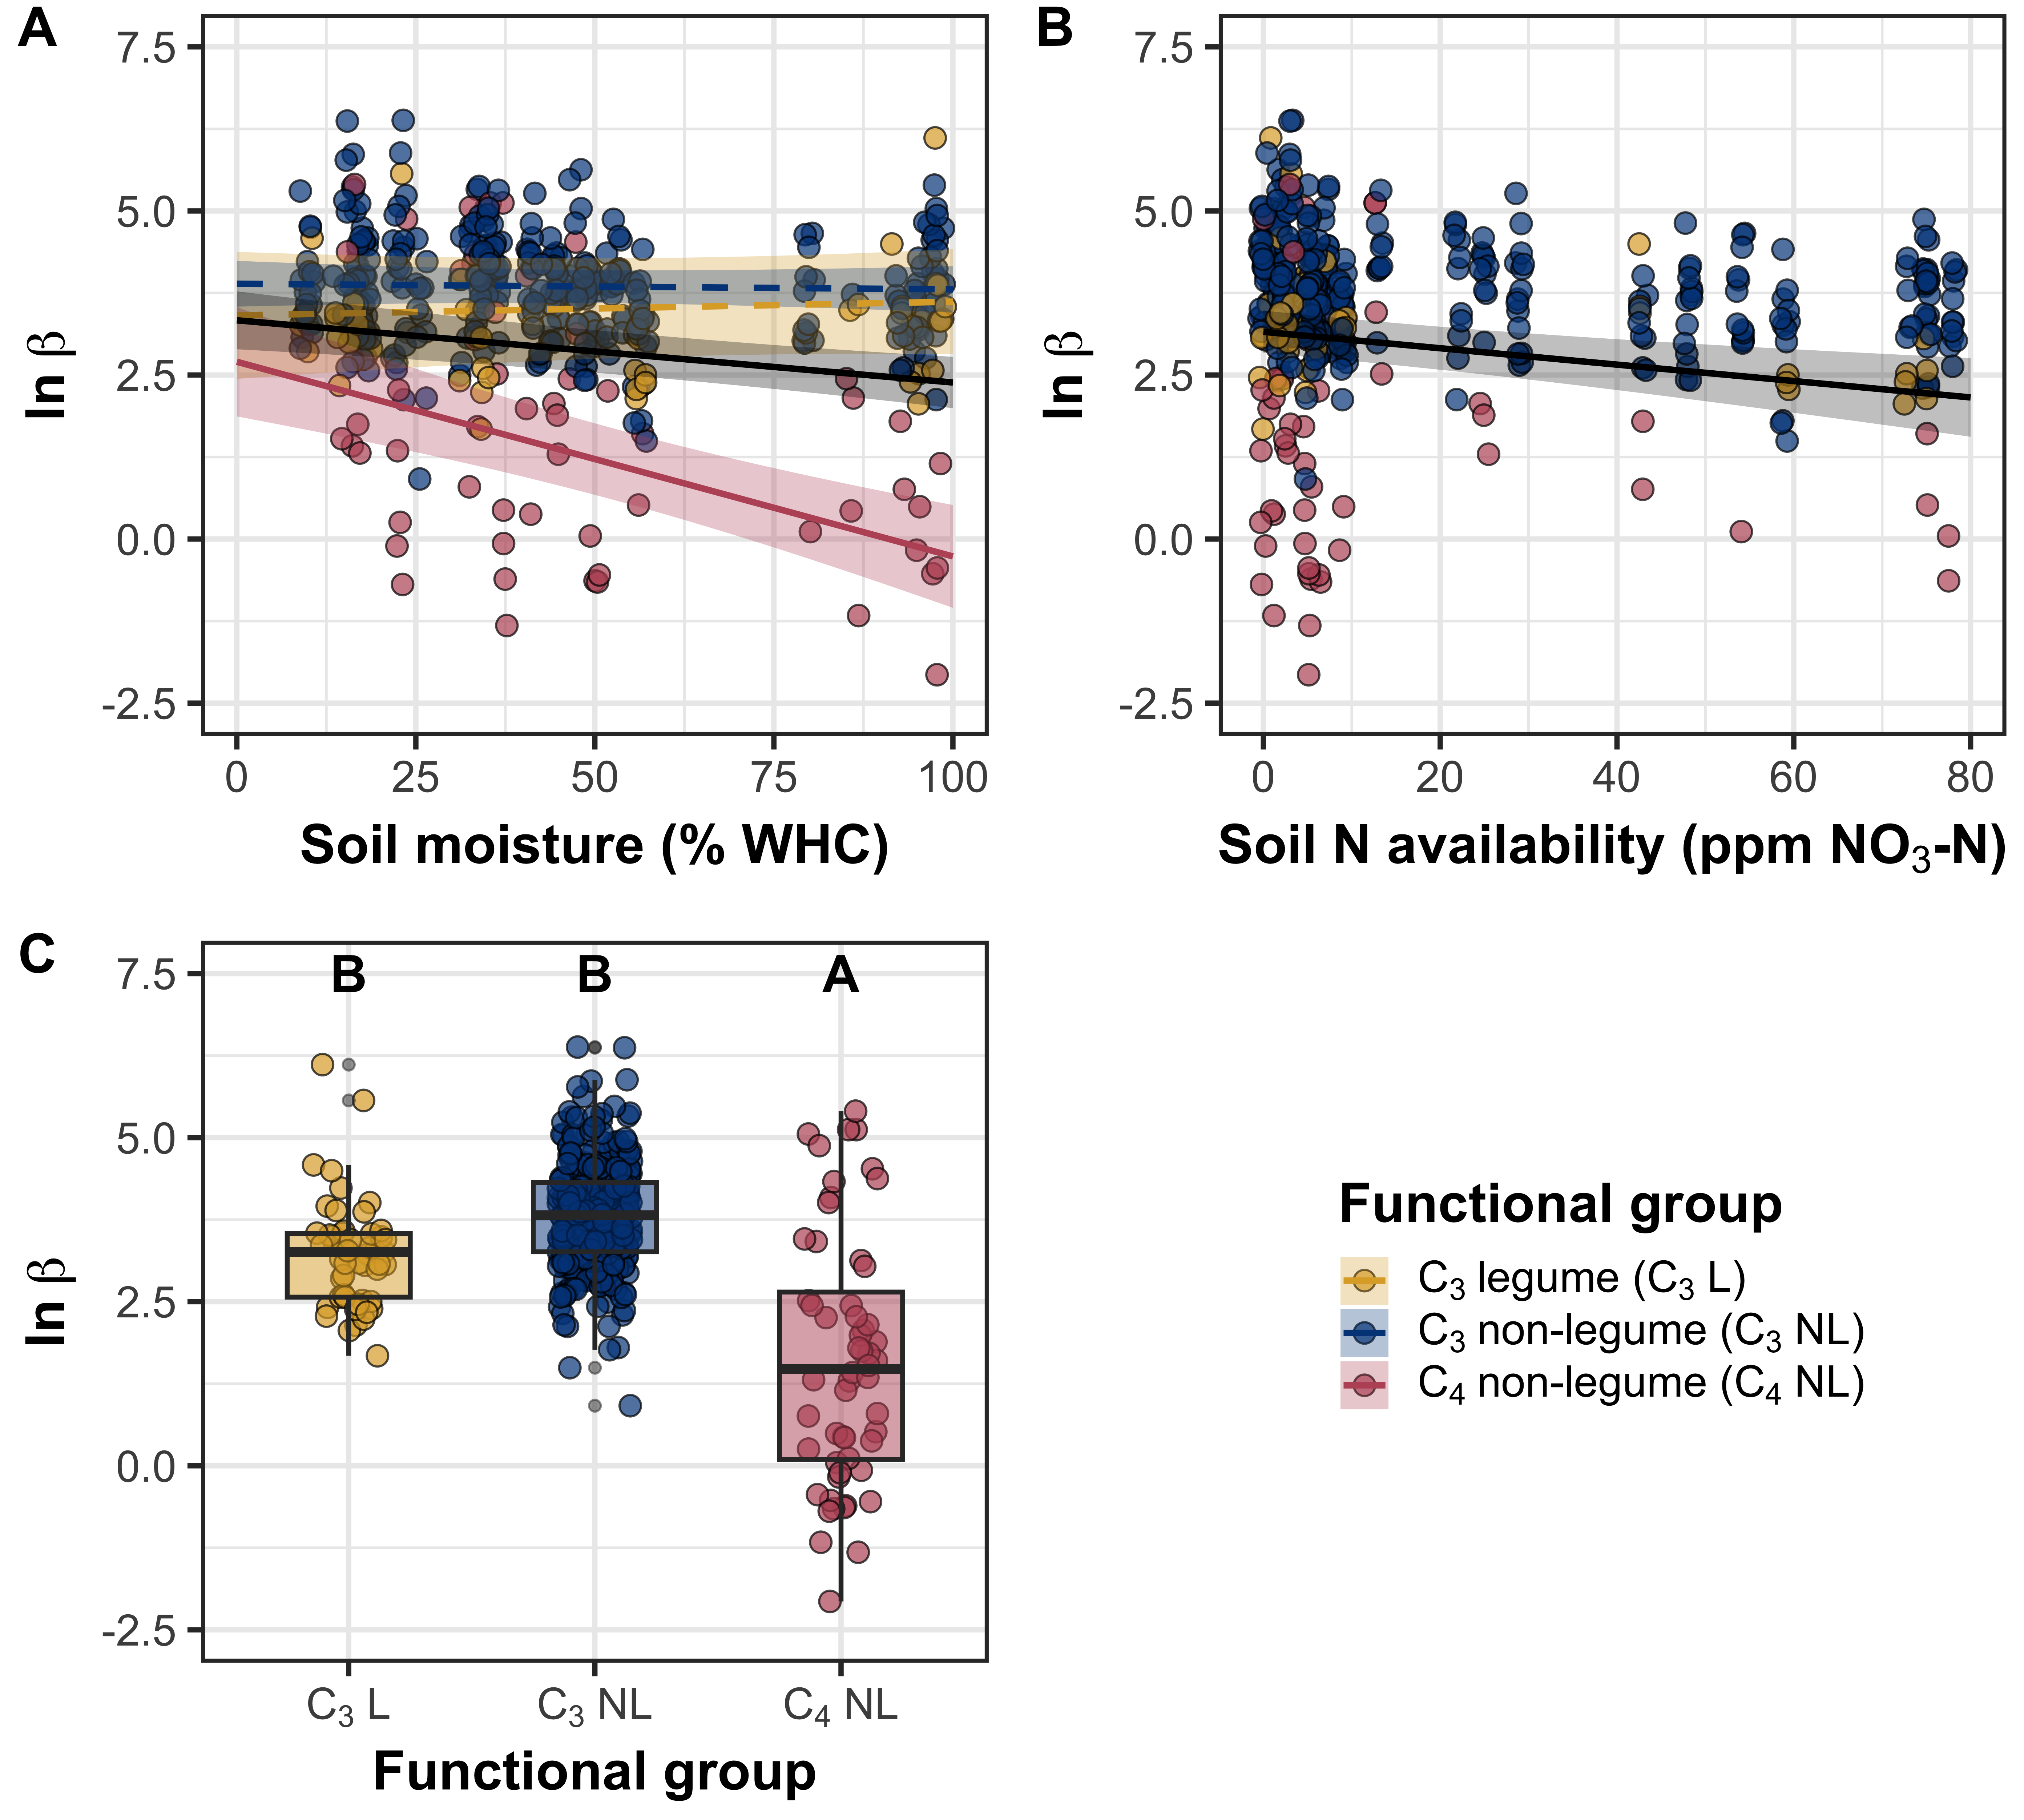 A
7.5
5.0
2.5
0.0
-2.5
ln β
0 25 50 75 100
Soil moisture (% WHC)
B
7.5
5.0
2.5
0.0
-2.5
ln β
0 20 40 60 80
Soil N availability (ppm NO₃-N)
C
B B A
7.5
5.0
2.5
0.0
-2.5
ln β
C₃ L C₃ NL C₄ NL
Functional group
Functional group
C₃ legume (C₃ L)
C₃ non-legume (C₃ NL)
C₄ non-legume (C₄ NL)